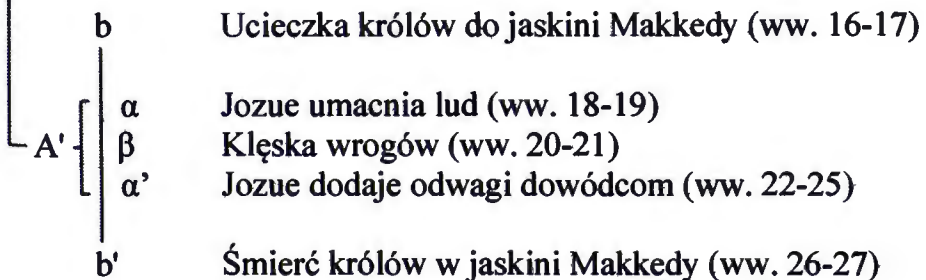 b Ucieczka królów do jaskini Makkedy (ww. 16-17)
α Jozue umacnia lud (ww. 18-19)
A' β Klęska wrogów (ww. 20-21)
α’ Jozue dodaje odwagi dowódcom (ww. 22-25)
b' Śmierć królów w jaskini Makkedy (ww. 26-27)